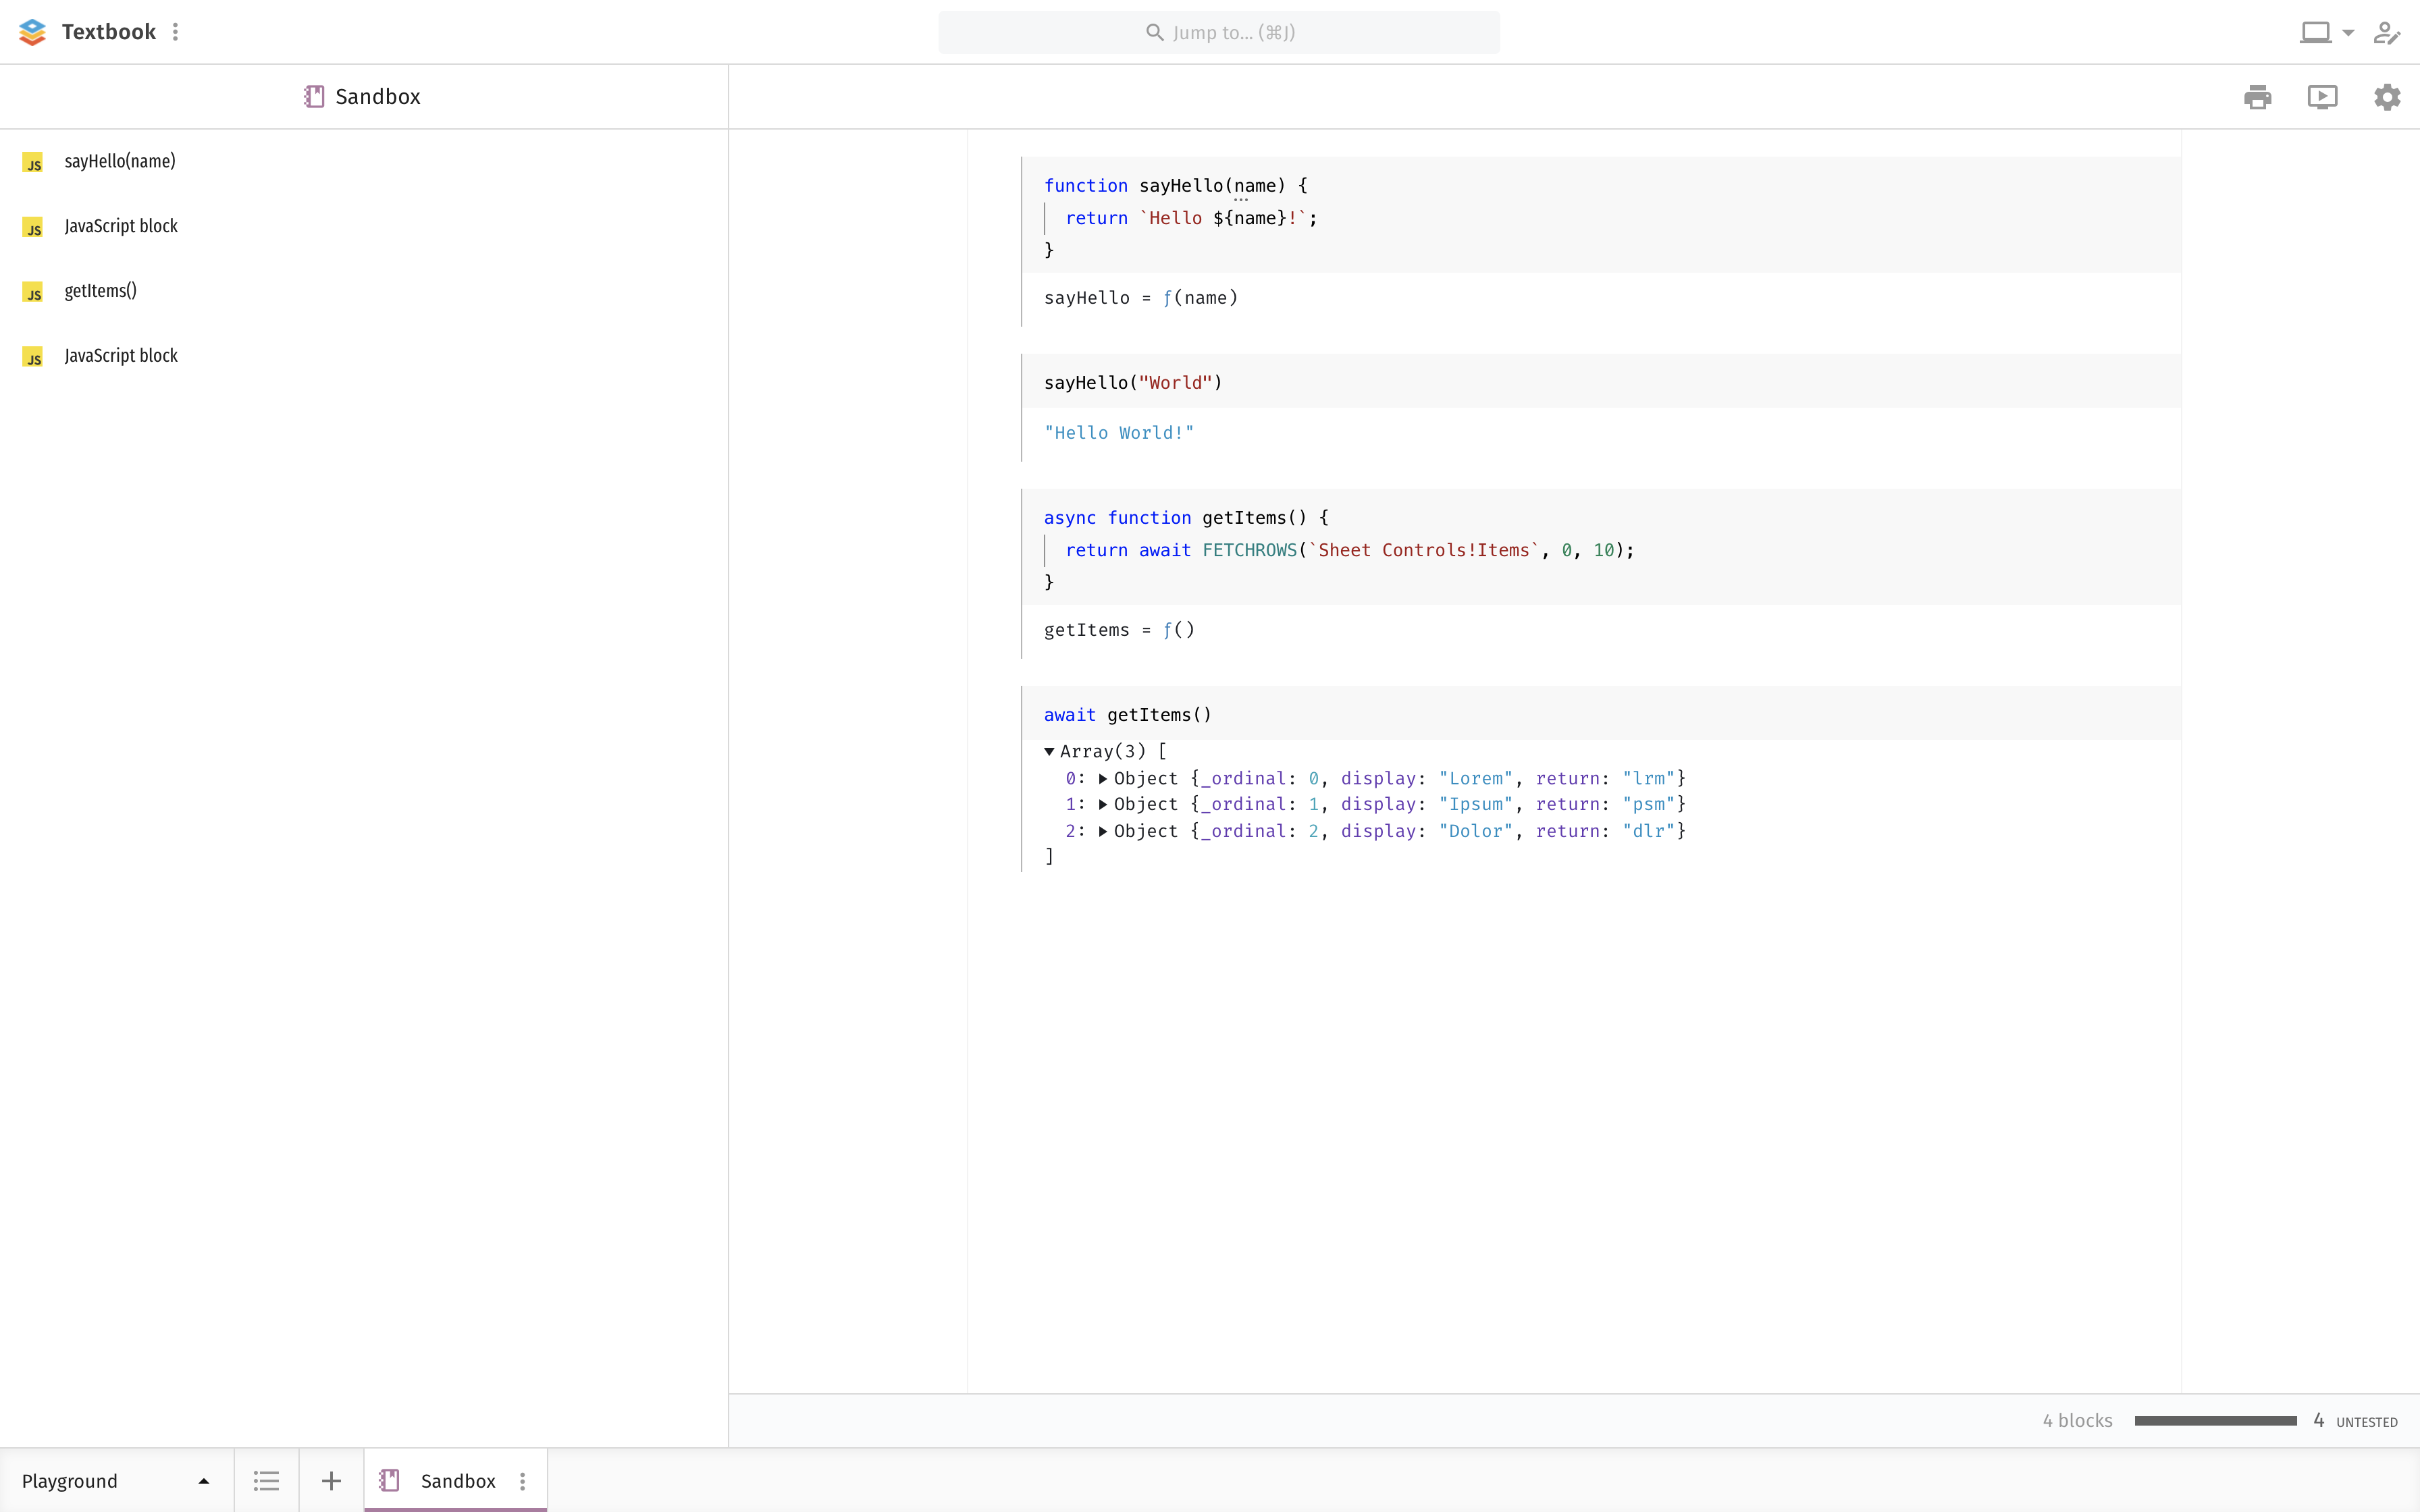 Textbook
Jump to... (⌘J)
Sandbox
JS sayHello(name)
JS JavaScript block
JS getItems()
JS JavaScript block
function sayHello(name) {
return `Hello ${name}!`;
}
sayHello = ƒ(name)
sayHello("World")
"Hello World!"
async function getItems() {
return await FETCHROWS(`Sheet Controls!Items`, 0, 10);
}
getItems = ƒ()
await getItems()
Array(3) [
0: Object {_ordinal: 0, display: "Lorem", return: "lrm"}
1: Object {_ordinal: 1, display: "Ipsum", return: "psm"}
2: Object {_ordinal: 2, display: "Dolor", return: "dlr"}
]
4 blocks 4 UNTESTED
Playground Sandbox